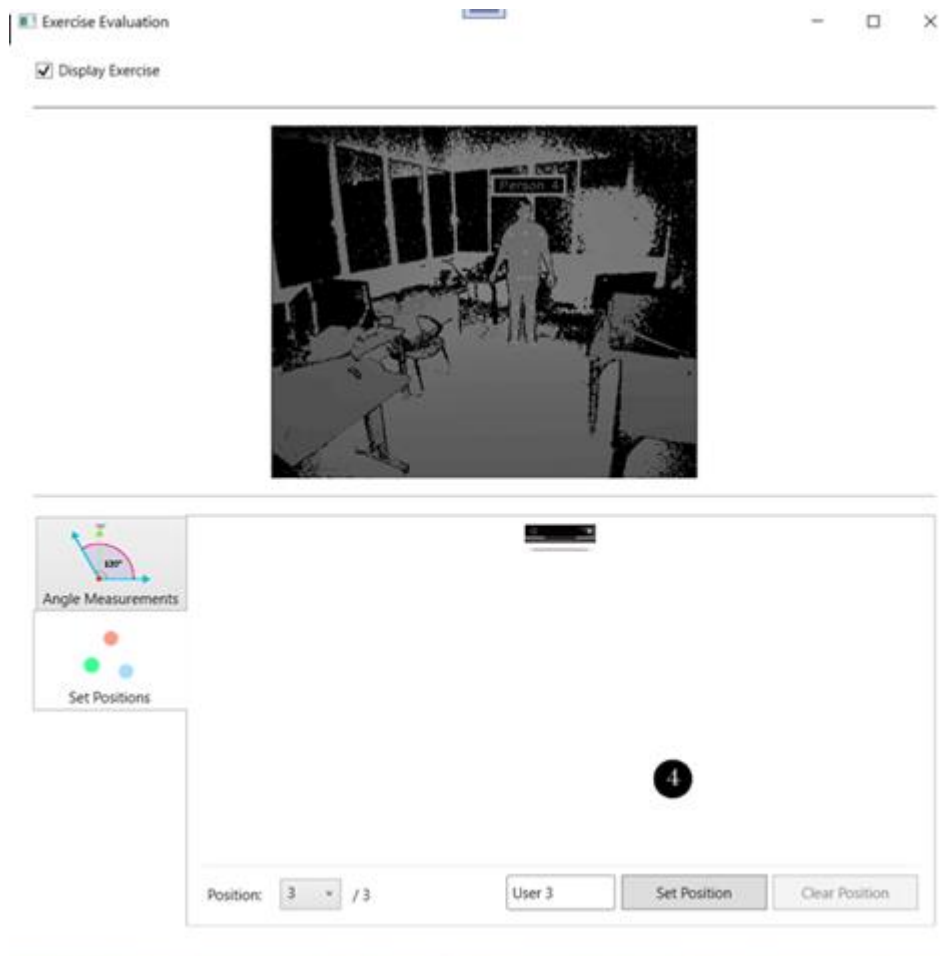 Exercise Evaluation
Display Exercise
Person 4
120°
Angle Measurements
Set Positions
4
Position: 3 / 3 User 3 Set Position Clear Position